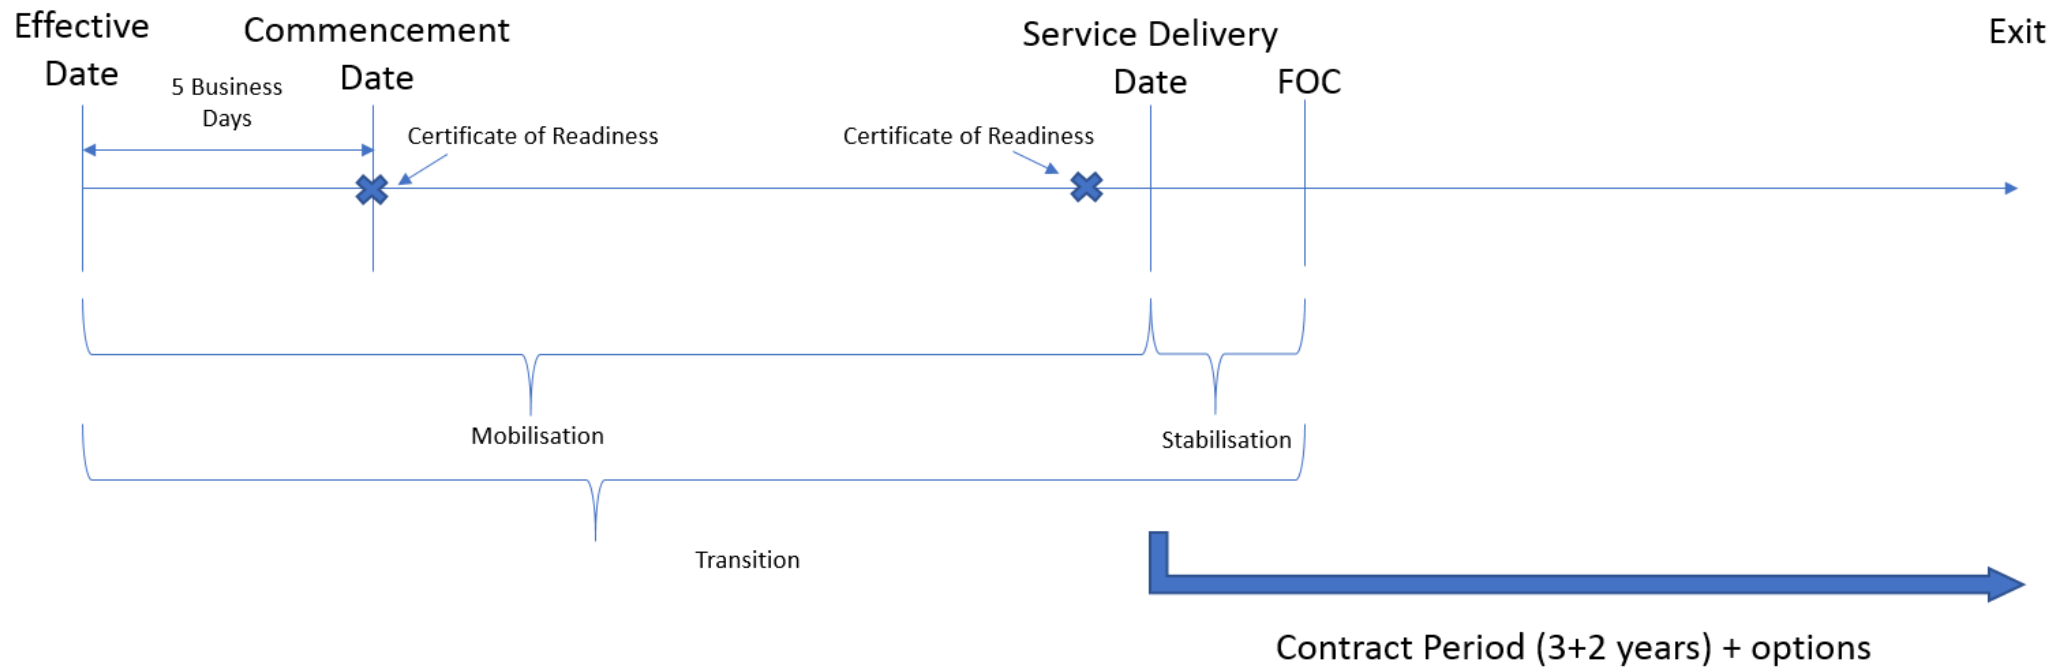 Effective
Date
5 Business
Days
Commencement
Date
Certificate of Readiness
Certificate of Readiness
Service Delivery
Date
FOC
Exit
Mobilisation
Stabilisation
Transition
Contract Period (3+2 years) + options